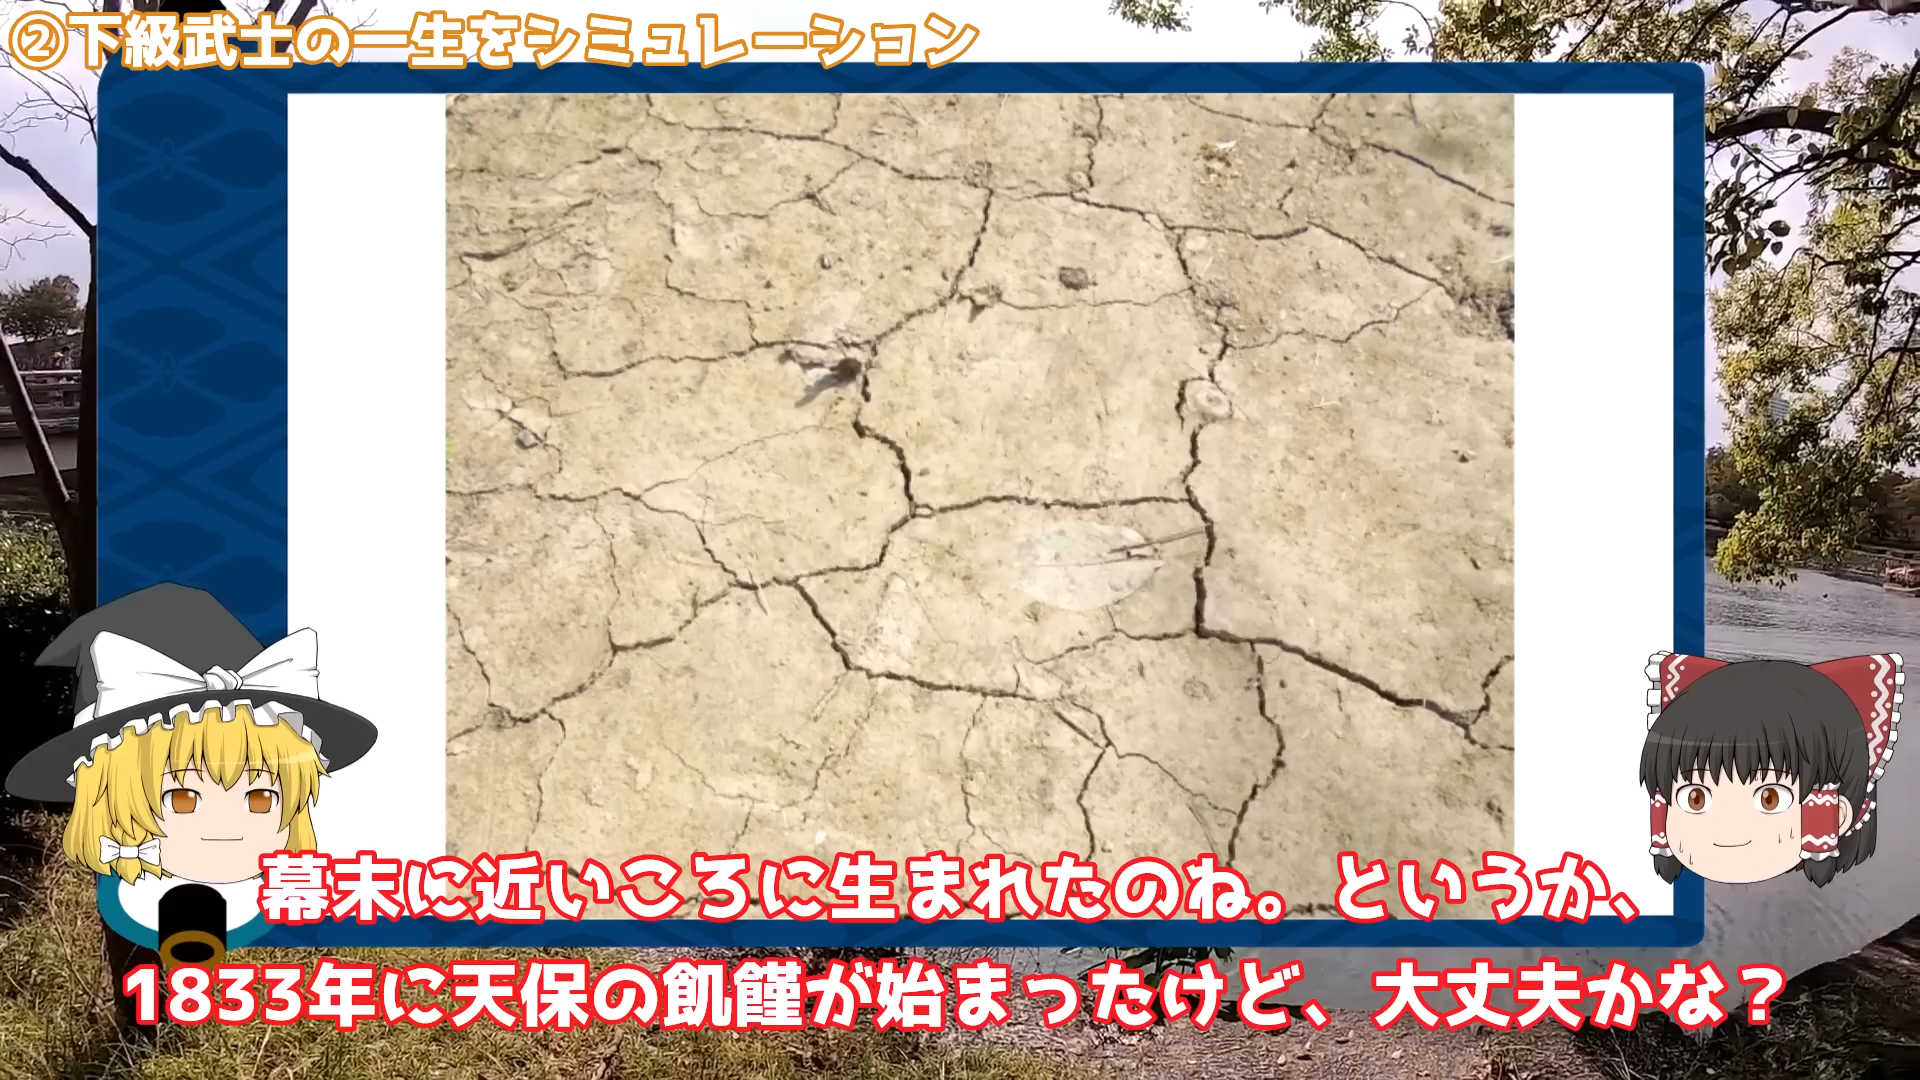 ②下級武士の一生をシミュレーション
幕末に近いころに生まれたのね。というか、
1833年に天保の飢饉が始まったけど、大丈夫かな？